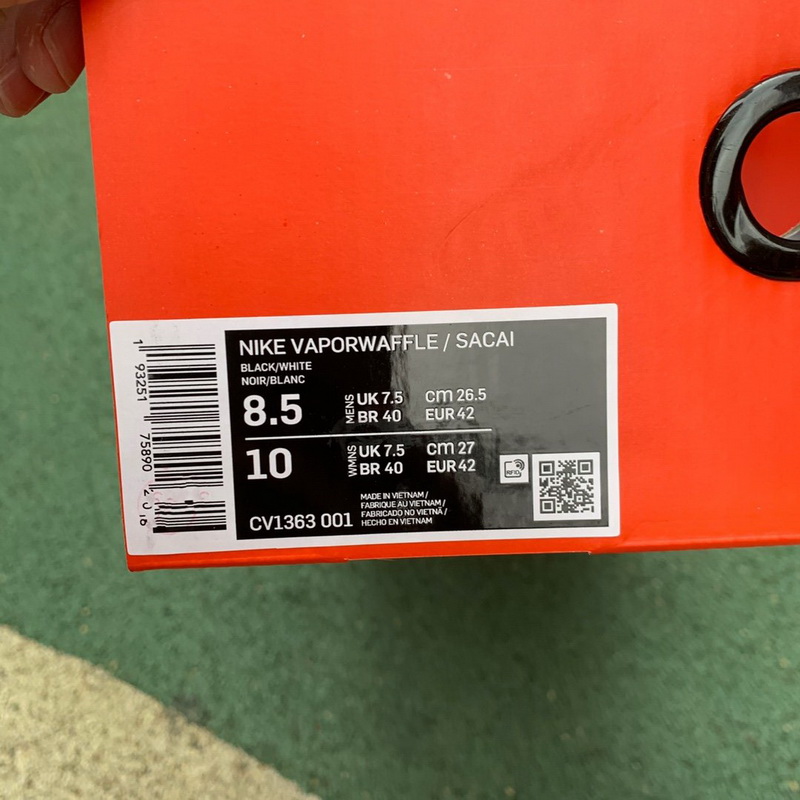 NIKE VAPORWAFFLE / SACAI
BLACK/WHITE
NOIR/BLANC
8.5 MENS UK 7.5 cm 26.5
BR 40 EUR 42
10 WMNS UK 7.5 cm 27
BR 40 EUR 42
RFID
CV1363 001
MADE IN VIETNAM /
FABRIQUE AU VIETNAM /
FABRICADO NO VIETNÃ /
HECHO EN VIETNAM
1 93251 75890